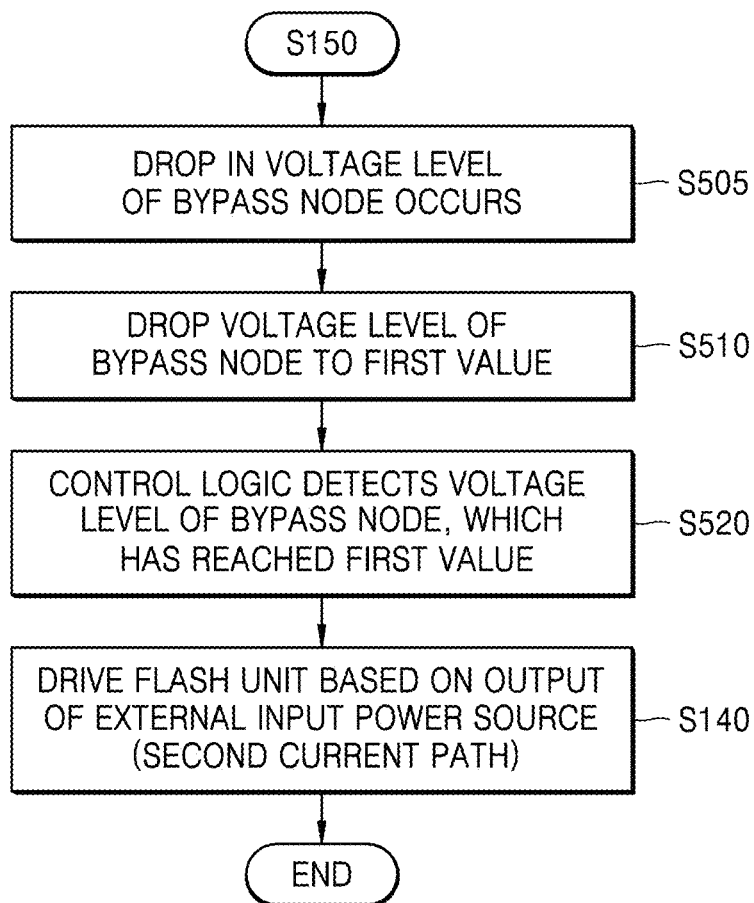 S150
DROP IN VOLTAGE LEVEL
OF BYPASS NODE OCCURS
S505
DROP VOLTAGE LEVEL OF
BYPASS NODE TO FIRST VALUE
S510
CONTROL LOGIC DETECTS VOLTAGE
LEVEL OF BYPASS NODE, WHICH
HAS REACHED FIRST VALUE
S520
DRIVE FLASH UNIT BASED ON OUTPUT
OF EXTERNAL INPUT POWER SOURCE
(SECOND CURRENT PATH)
S140
END